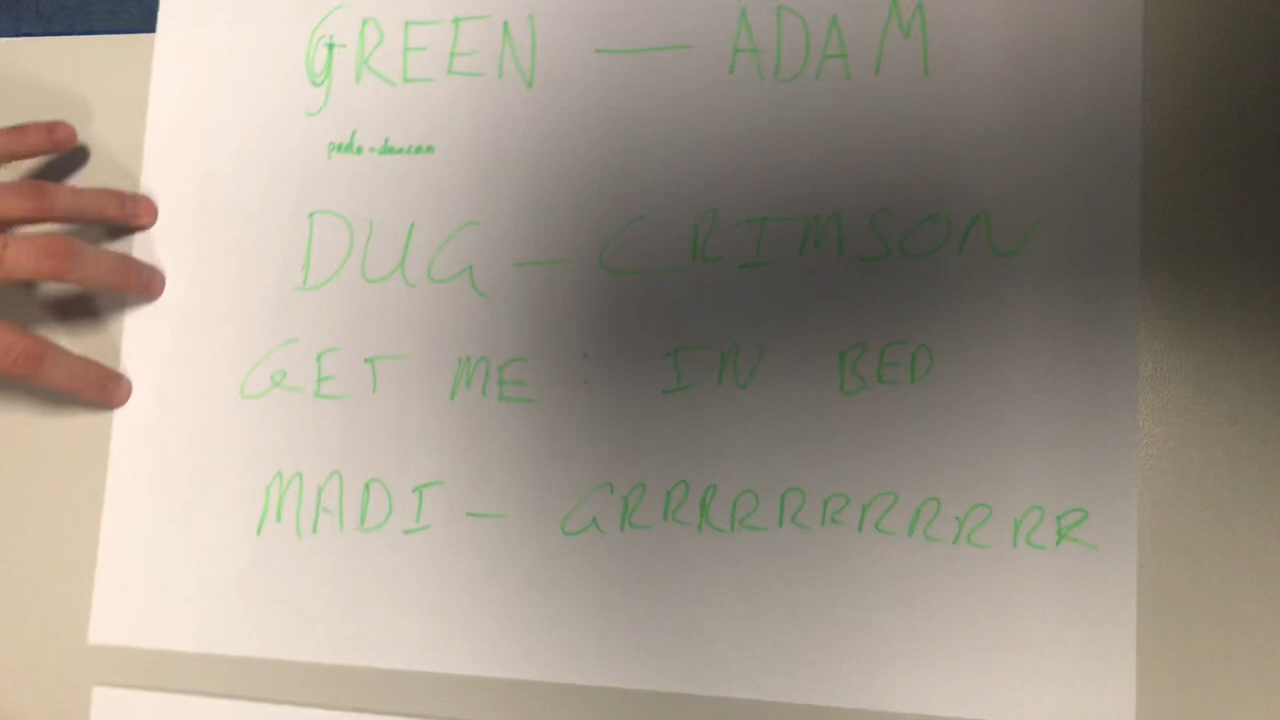 GREEN — ADAM
pedo-duncan
DUG - CRIMSON
GET ME : IN BED
MADI - GRRRRRRRRRRR